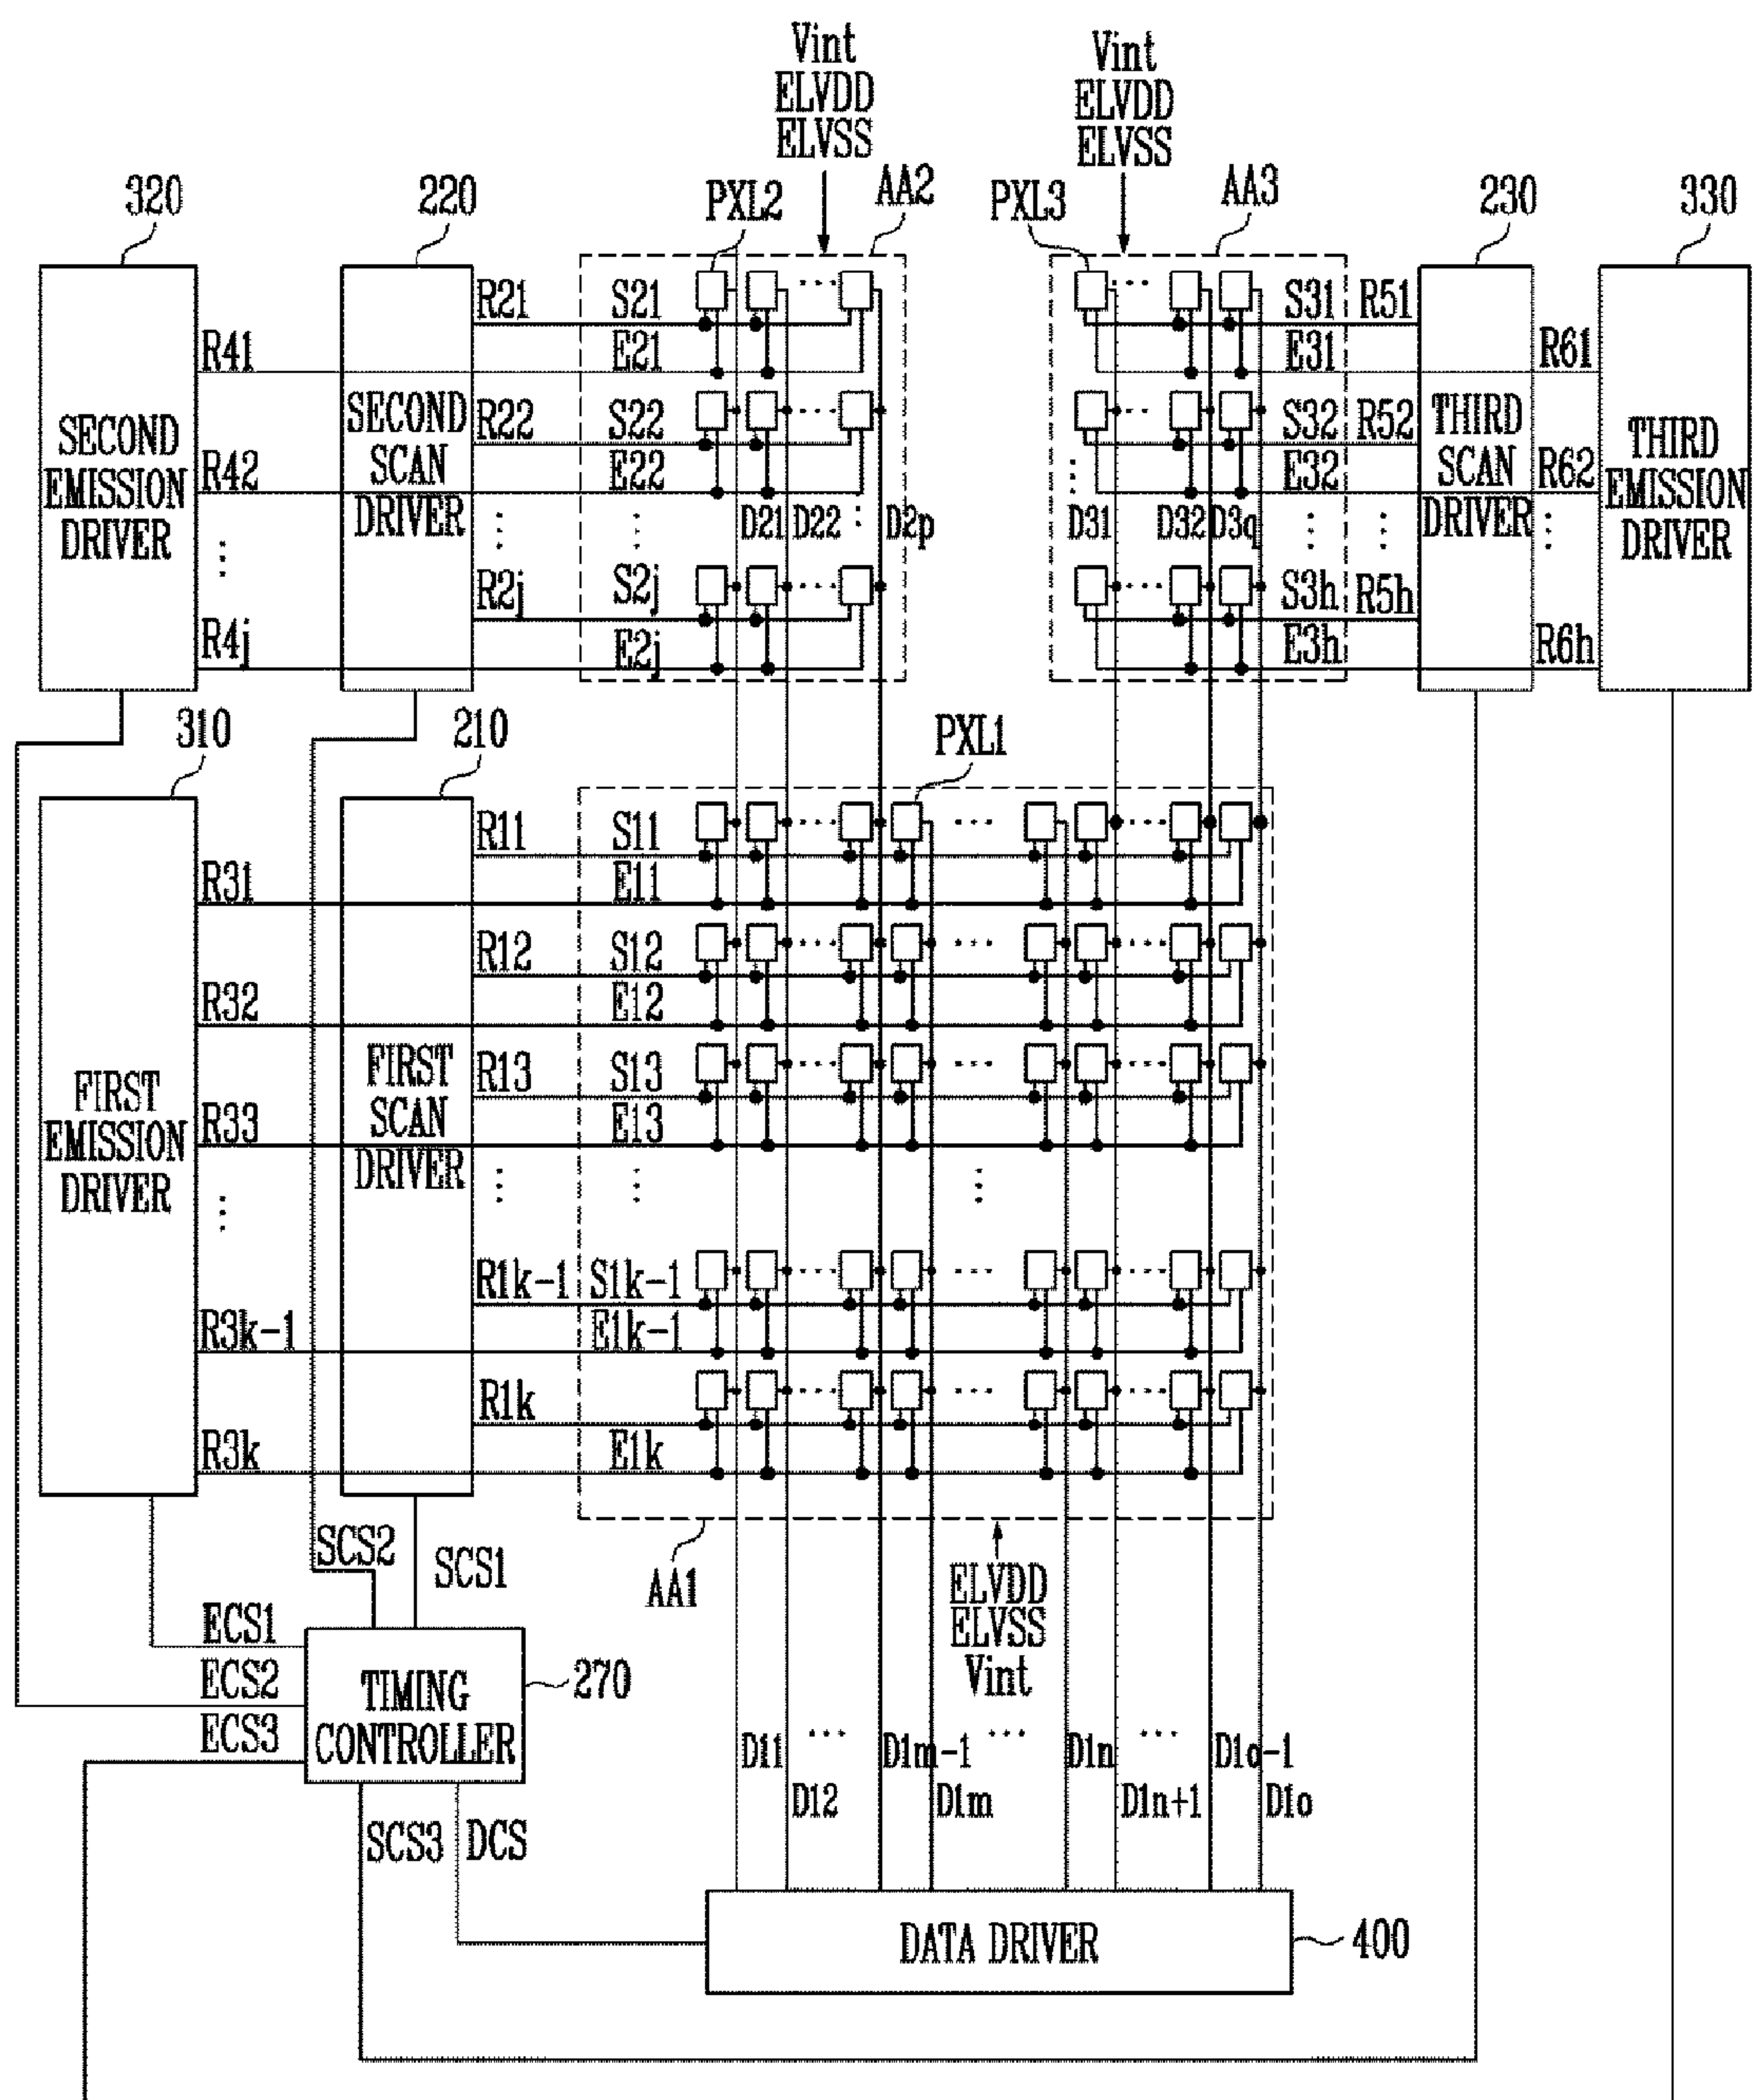 Vint
ELVDD
ELVSS
Vint
ELVDD
ELVSS
320
220
PXL2
AA2
PXL3
AA3
230
330
R21
S21
S31
R51
R41
E21
E31
R61
SECOND
EMISSION
DRIVER
SECOND
SCAN
DRIVER
R22
S22
S32
R52
THIRD
SCAN
DRIVER
THIRD
EMISSION
DRIVER
R42
E22
E32
R62
D21
D22
D2p
D31
D32
D3q
R2j
S2j
S3h
R5h
R4j
E2j
E3h
R6h
310
210
PXL1
R11
S11
R31
E11
R12
S12
R32
E12
FIRST
EMISSION
DRIVER
FIRST
SCAN
DRIVER
R13
S13
R33
E13
R1k-1
S1k-1
R3k-1
E1k-1
R1k
R3k
E1k
SCS2
SCS1
AA1
ELVDD
ELVSS
Vint
ECS1
ECS2
ECS3
TIMING
CONTROLLER
270
D11
...
D1m-1
...
D1n
...
D1o-1
D12
D1m
D1n+1
D1o
SCS3
DCS
DATA DRIVER
400